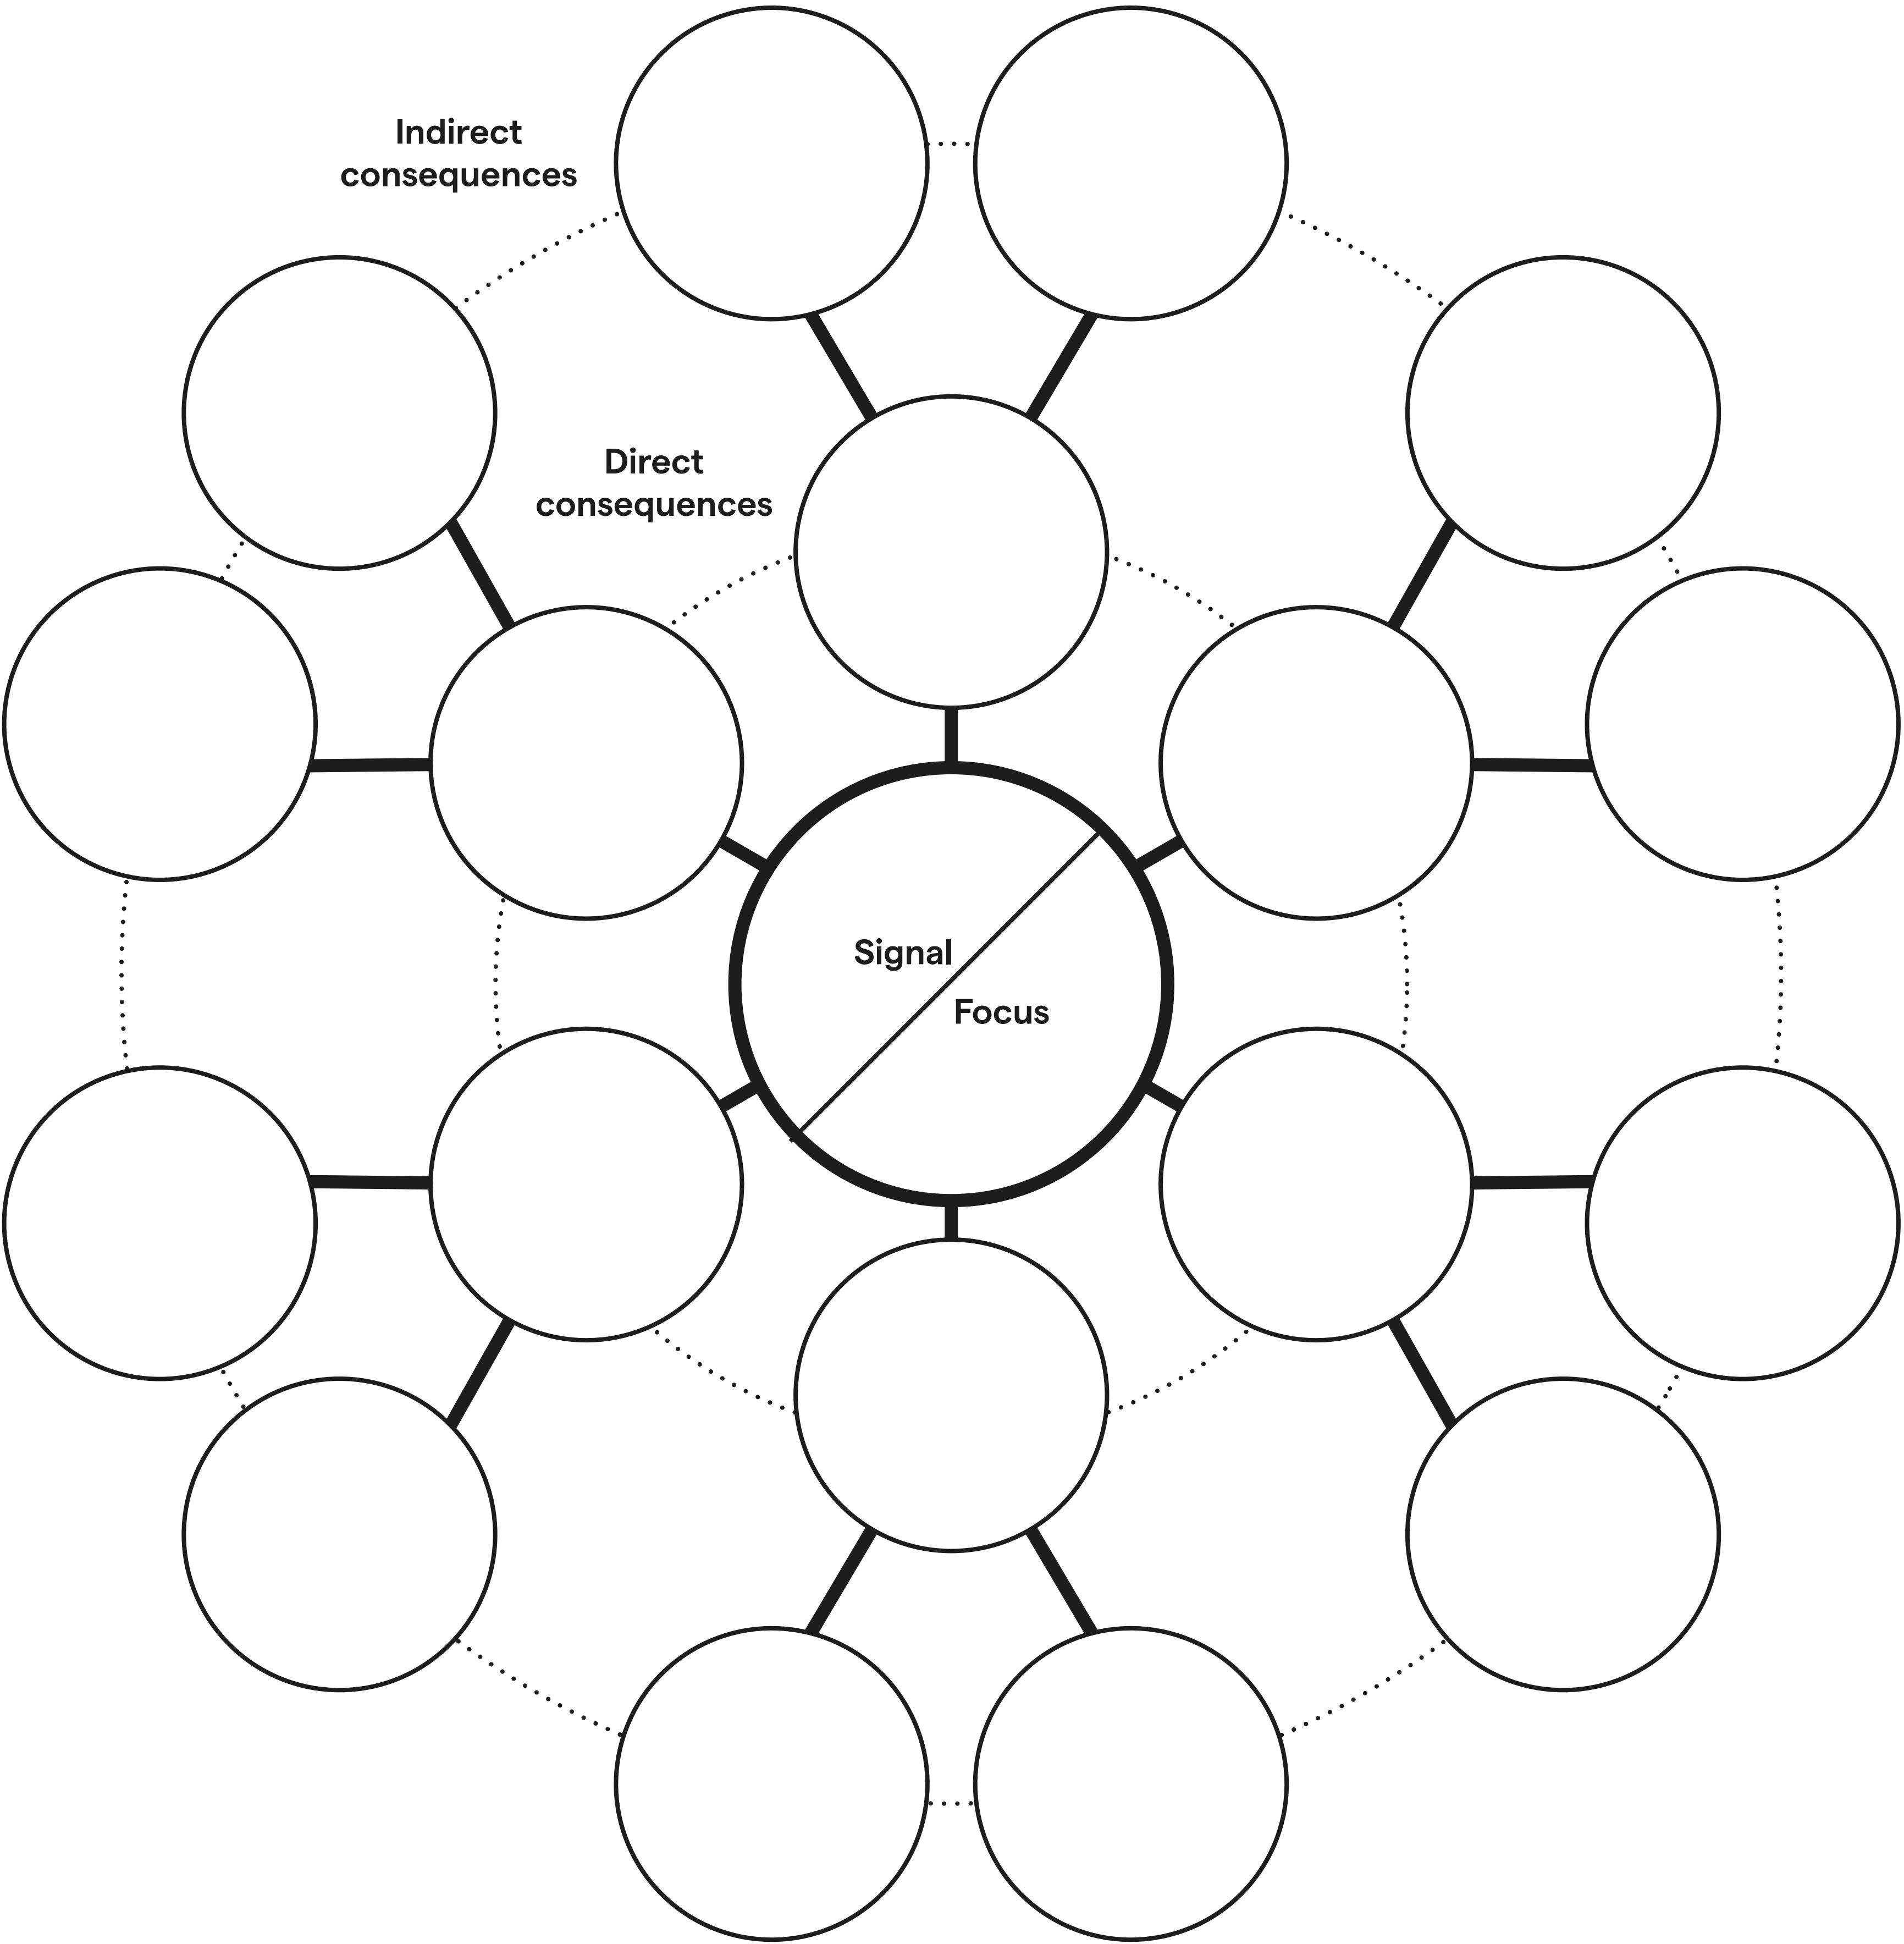 Indirect
consequences
Direct
consequences
Signal
Focus